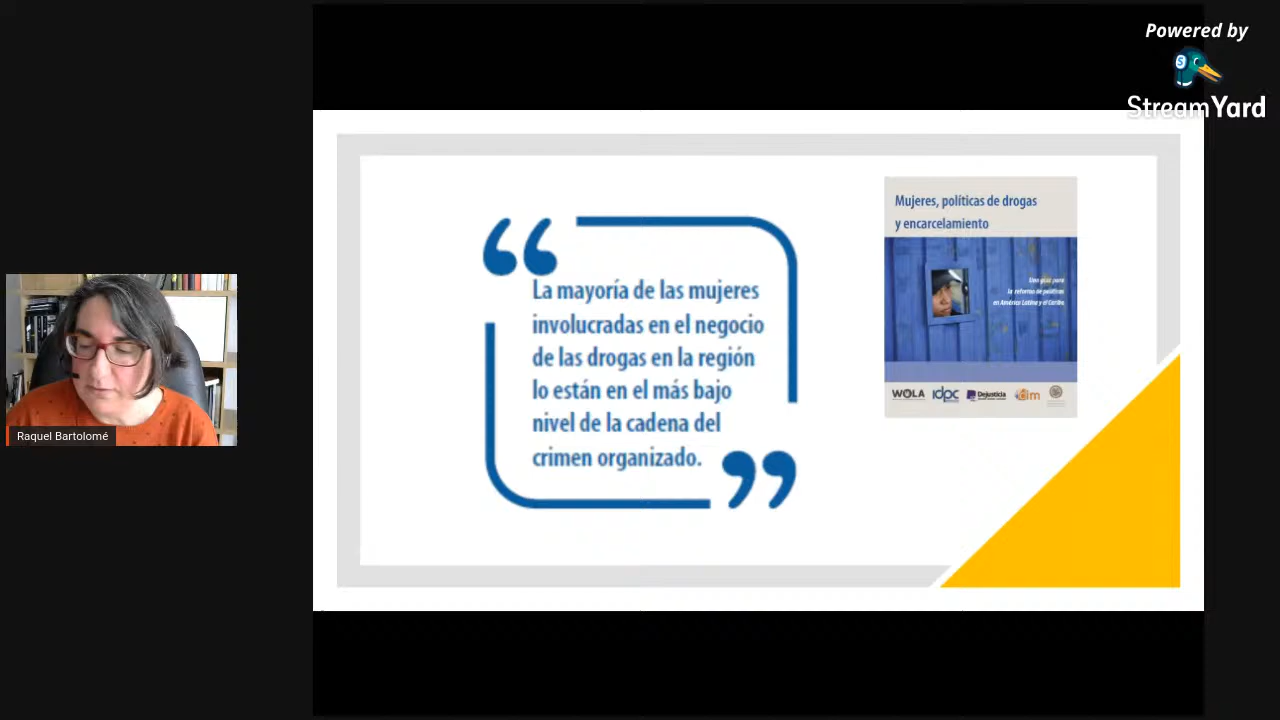 Powered by
StreamYard
Mujeres, políticas de drogas
y encarcelamiento
Una guía para
la reforma de políticas
en América Latina y el Caribe
WOLA idpc Dejusticia cim
“
La mayoría de las mujeres
involucradas en el negocio
de las drogas en la región
lo están en el más bajo
nivel de la cadena del
crimen organizado.
”
Raquel Bartolomé